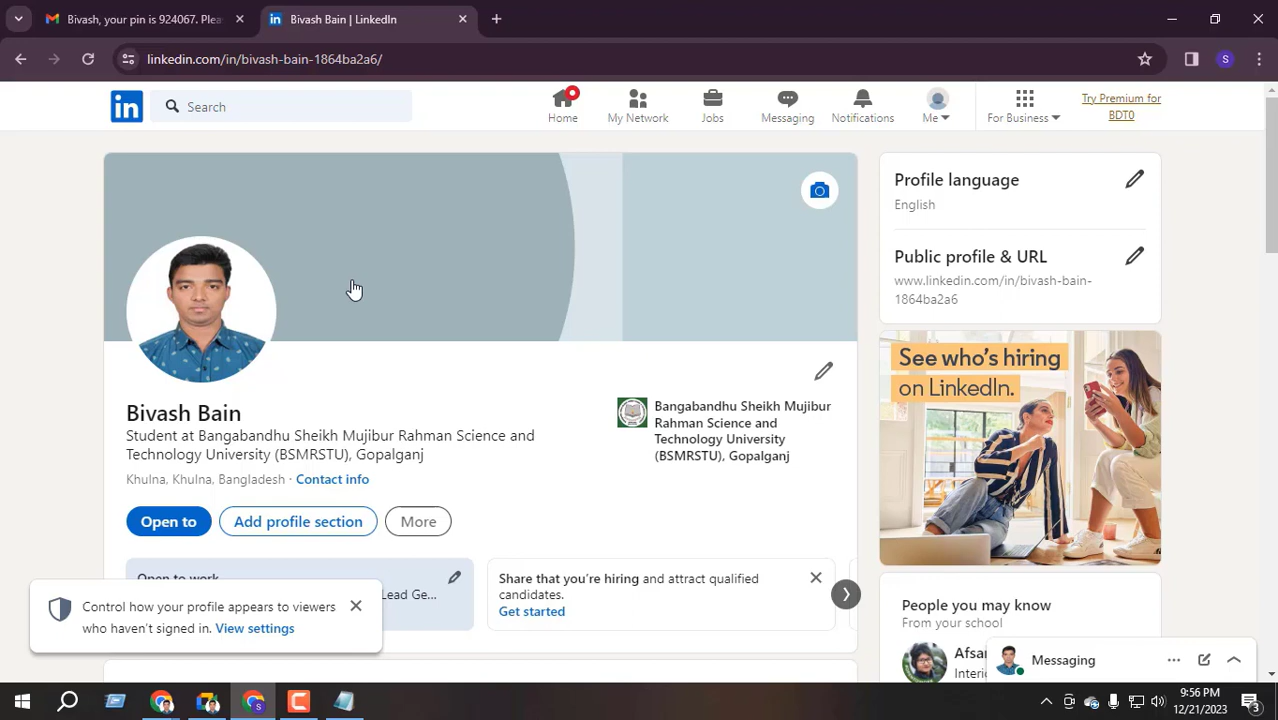 Bivash, your pin is 924067. Plea
Bivash Bain | LinkedIn
linkedin.com/in/bivash-bain-1864ba2a6/
S
in
Search
Home
My Network
Jobs
Messaging
Notifications
Me
For Business
Try Premium for
BDT0
Profile language
English
Public profile & URL
www.linkedin.com/in/bivash-bain-
1864ba2a6
See who's hiring
on LinkedIn.
Bivash Bain
Student at Bangabandhu Sheikh Mujibur Rahman Science and
Technology University (BSMRSTU), Gopalganj
Khulna, Khulna, Bangladesh · Contact info
Bangabandhu Sheikh Mujibur
Rahman Science and
Technology University
(BSMRSTU), Gopalganj
Open to
Add profile section
More
Open to work
Lead Ge...
Share that you're hiring and attract qualified
candidates.
Get started
Control how your profile appears to viewers
who haven't signed in. View settings
People you may know
From your school
Afsar
Messaging
9:56 PM
12/21/2023
3